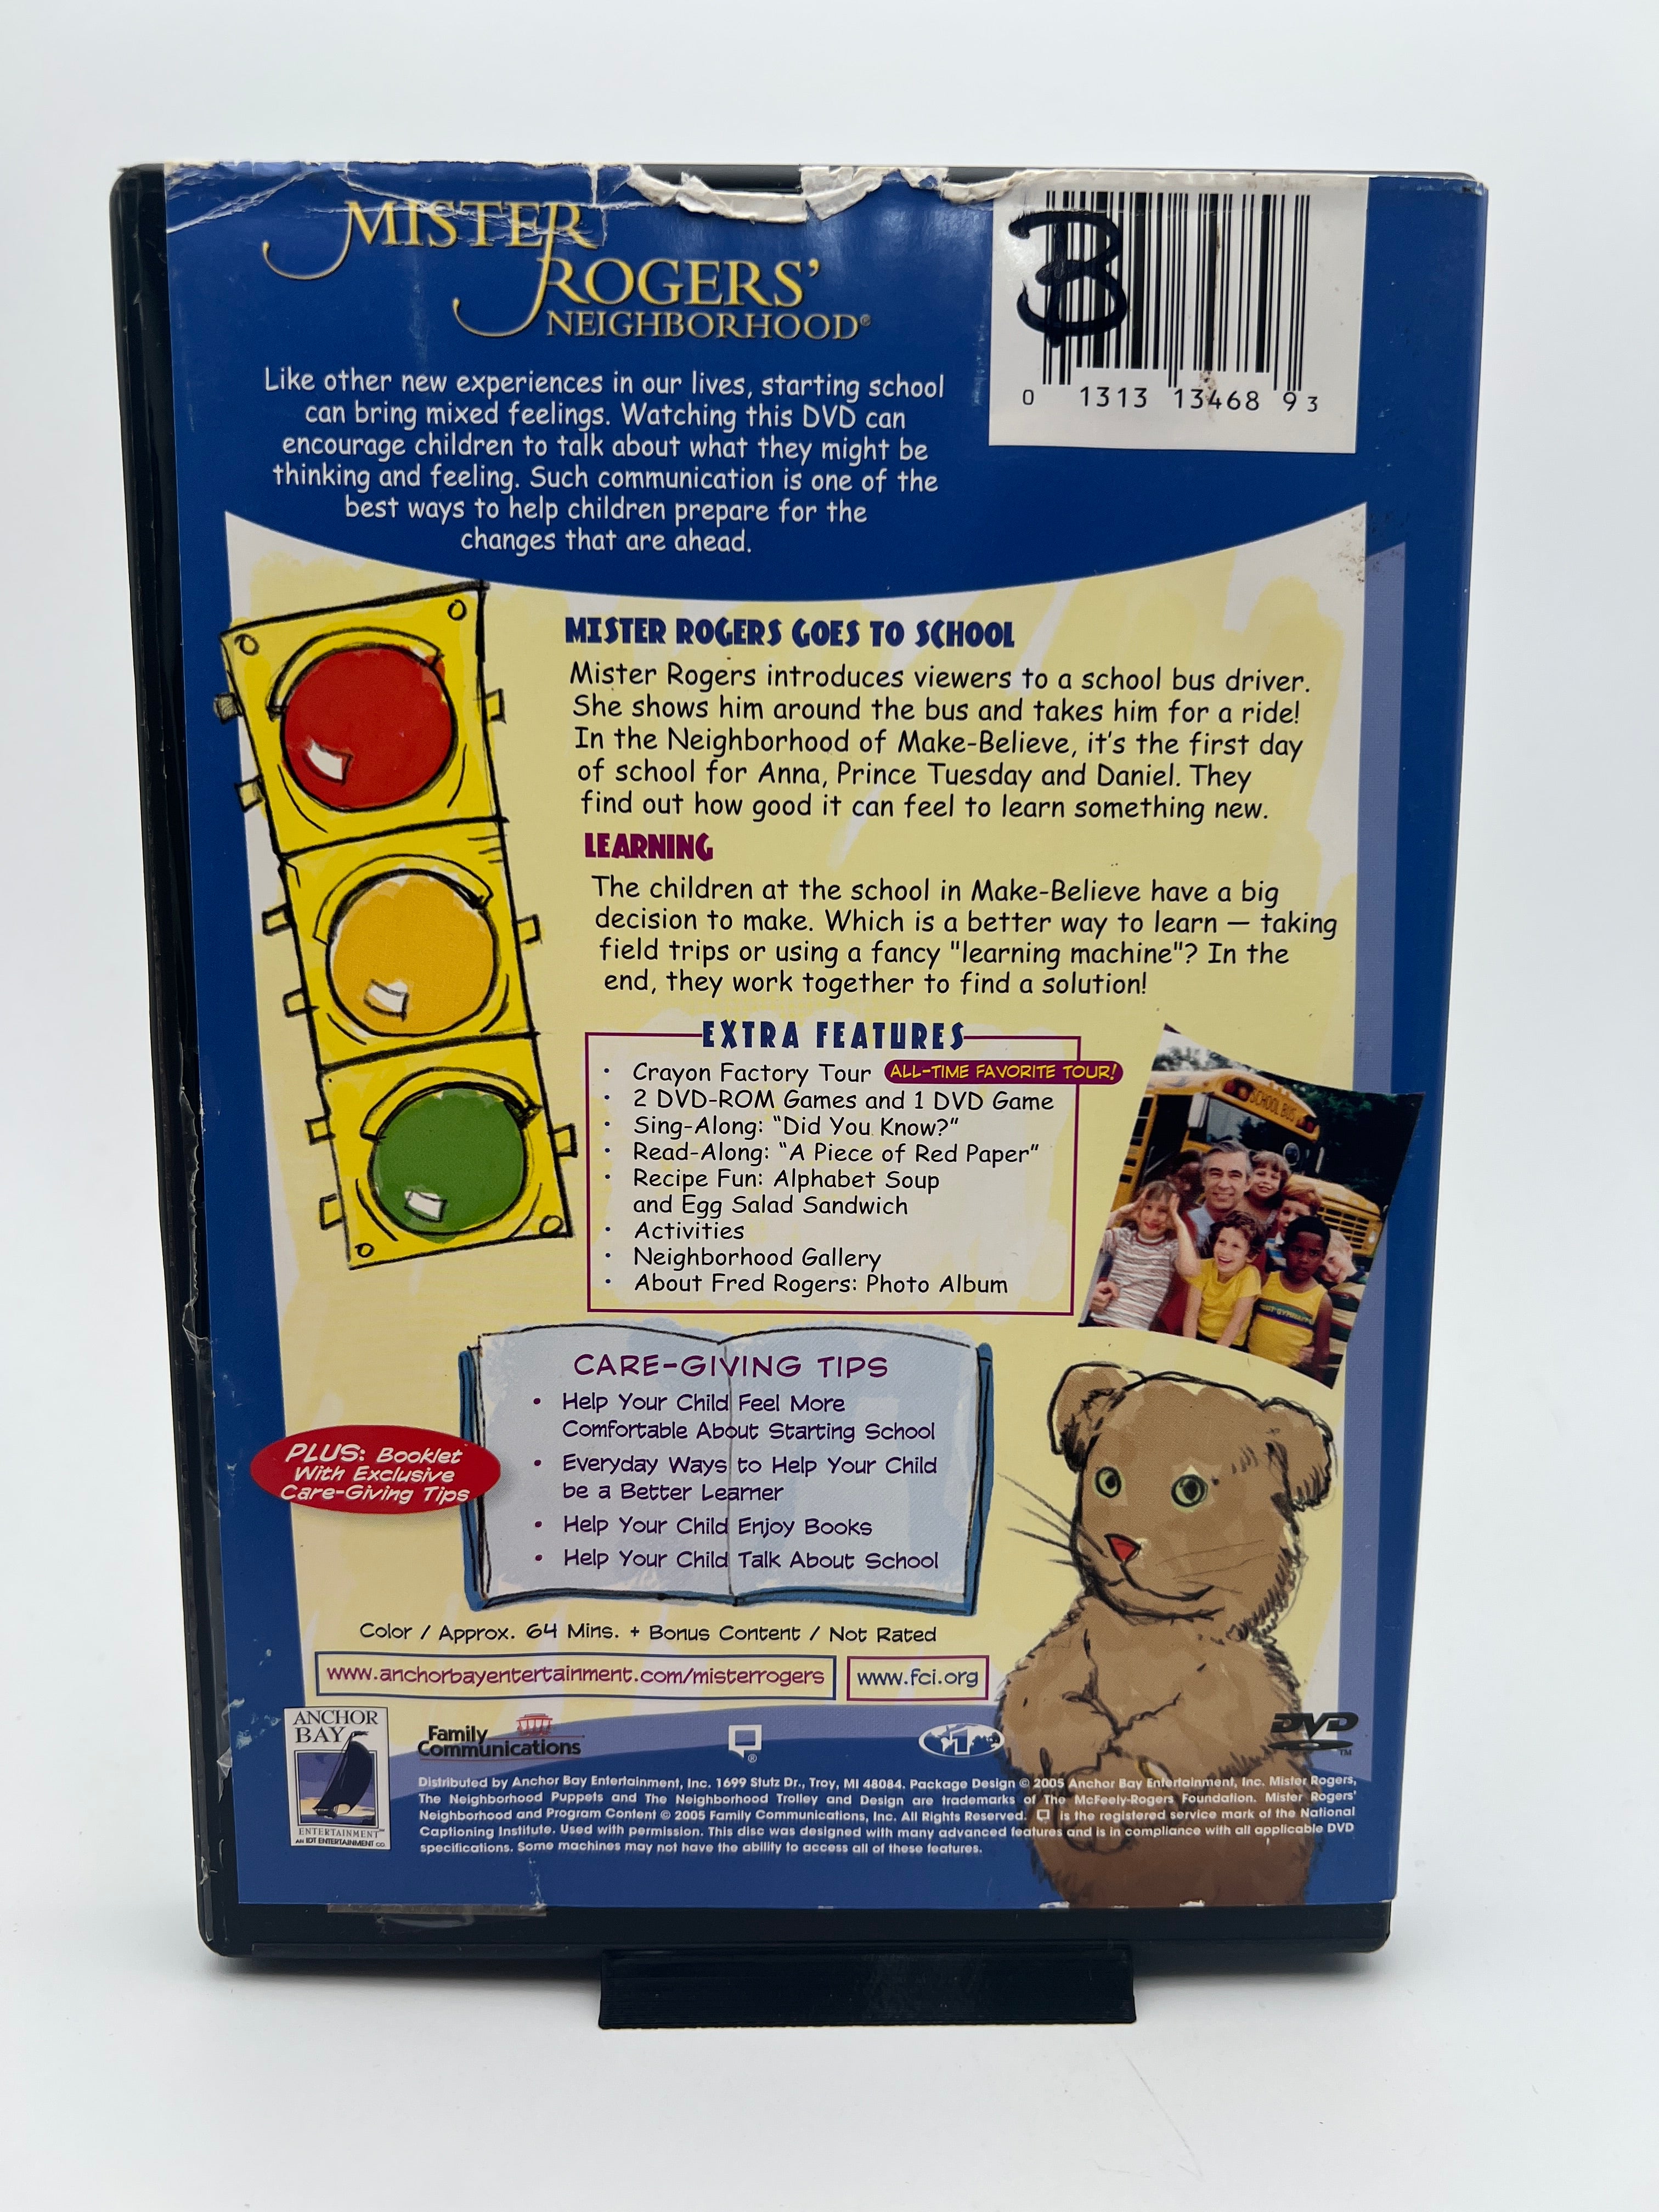 MISTER
ROGERS'
NEIGHBORHOOD®
B
0 1313 13468 9 3
Like other new experiences in our lives, starting school
can bring mixed feelings. Watching this DVD can
encourage children to talk about what they might be
thinking and feeling. Such communication is one of the
best ways to help children prepare for the
changes that are ahead.
MISTER ROGERS GOES TO SCHOOL
Mister Rogers introduces viewers to a school bus driver.
She shows him around the bus and takes him for a ride!
In the Neighborhood of Make-Believe, it's the first day
of school for Anna, Prince Tuesday and Daniel. They
find out how good it can feel to learn something new.
LEARNING
The children at the school in Make-Believe have a big
decision to make. Which is a better way to learn — taking
field trips or using a fancy "learning machine"? In the
end, they work together to find a solution!
EXTRA FEATURES
• Crayon Factory Tour ALL-TIME FAVORITE TOUR!
• 2 DVD-ROM Games and 1 DVD Game
• Sing-Along: “Did You Know?”
• Read-Along: “A Piece of Red Paper”
• Recipe Fun: Alphabet Soup
and Egg Salad Sandwich
• Activities
• Neighborhood Gallery
• About Fred Rogers: Photo Album
SCHOOL BUS
CARE-GIVING TIPS
• Help Your Child Feel More
Comfortable About Starting School
• Everyday Ways to Help Your Child
be a Better Learner
• Help Your Child Enjoy Books
• Help Your Child Talk About School
PLUS: Booklet
With Exclusive
Care-Giving Tips
Color / Approx. 64 Mins. + Bonus Content / Not Rated
www.anchorbayentertainment.com/misterrogers
www.fci.org
ANCHOR
BAY
ENTERTAINMENT
AN IDT ENTERTAINMENT CO.
Family
Communications
®
1
DVD
TM
Distributed by Anchor Bay Entertainment, Inc. 1699 Stutz Dr., Troy, MI 48084. Package Design © 2005 Anchor Bay Entertainment, Inc. Mister Rogers,
The Neighborhood Puppets and The Neighborhood Trolley and Design are trademarks of The McFeely-Rogers Foundation. Mister Rogers'
Neighborhood and Program Content © 2005 Family Communications, Inc. All Rights Reserved. is the registered service mark of the National
Captioning Institute. Used with permission. This disc was designed with many advanced features and is in compliance with all applicable DVD
specifications. Some machines may not have the ability to access all of these features.